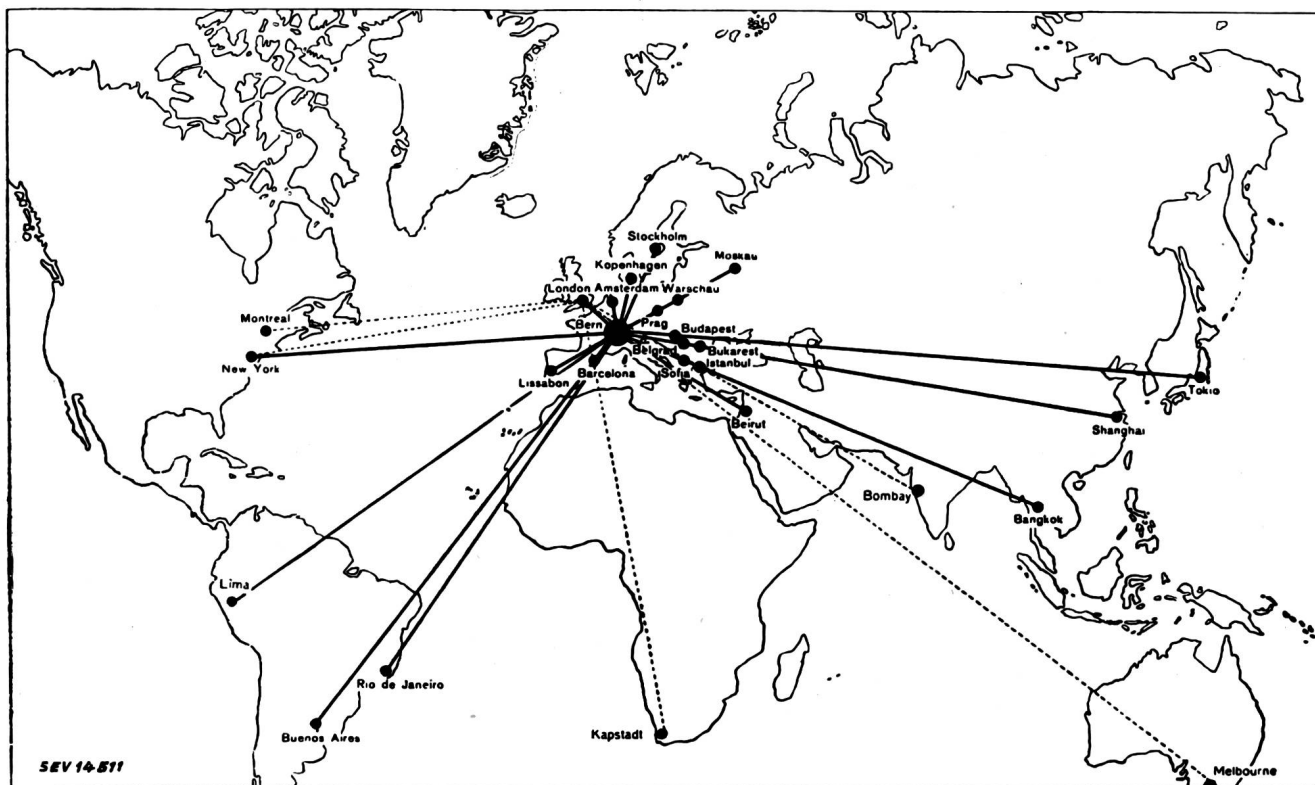 Stockholm
Moskau
Kopenhagen
London Amsterdam Warschau
Montreal
Bern
Prag
Budapest
Belgrad
Bukarest
New York
Istanbul
Lissabon
Barcelona
Sofia
Tokio
Beirut
Shanghai
Bombay
Bangkok
Lima
Rio de Janeiro
Buenos Aires
Kapstadt
Melbourne
SEV 14511